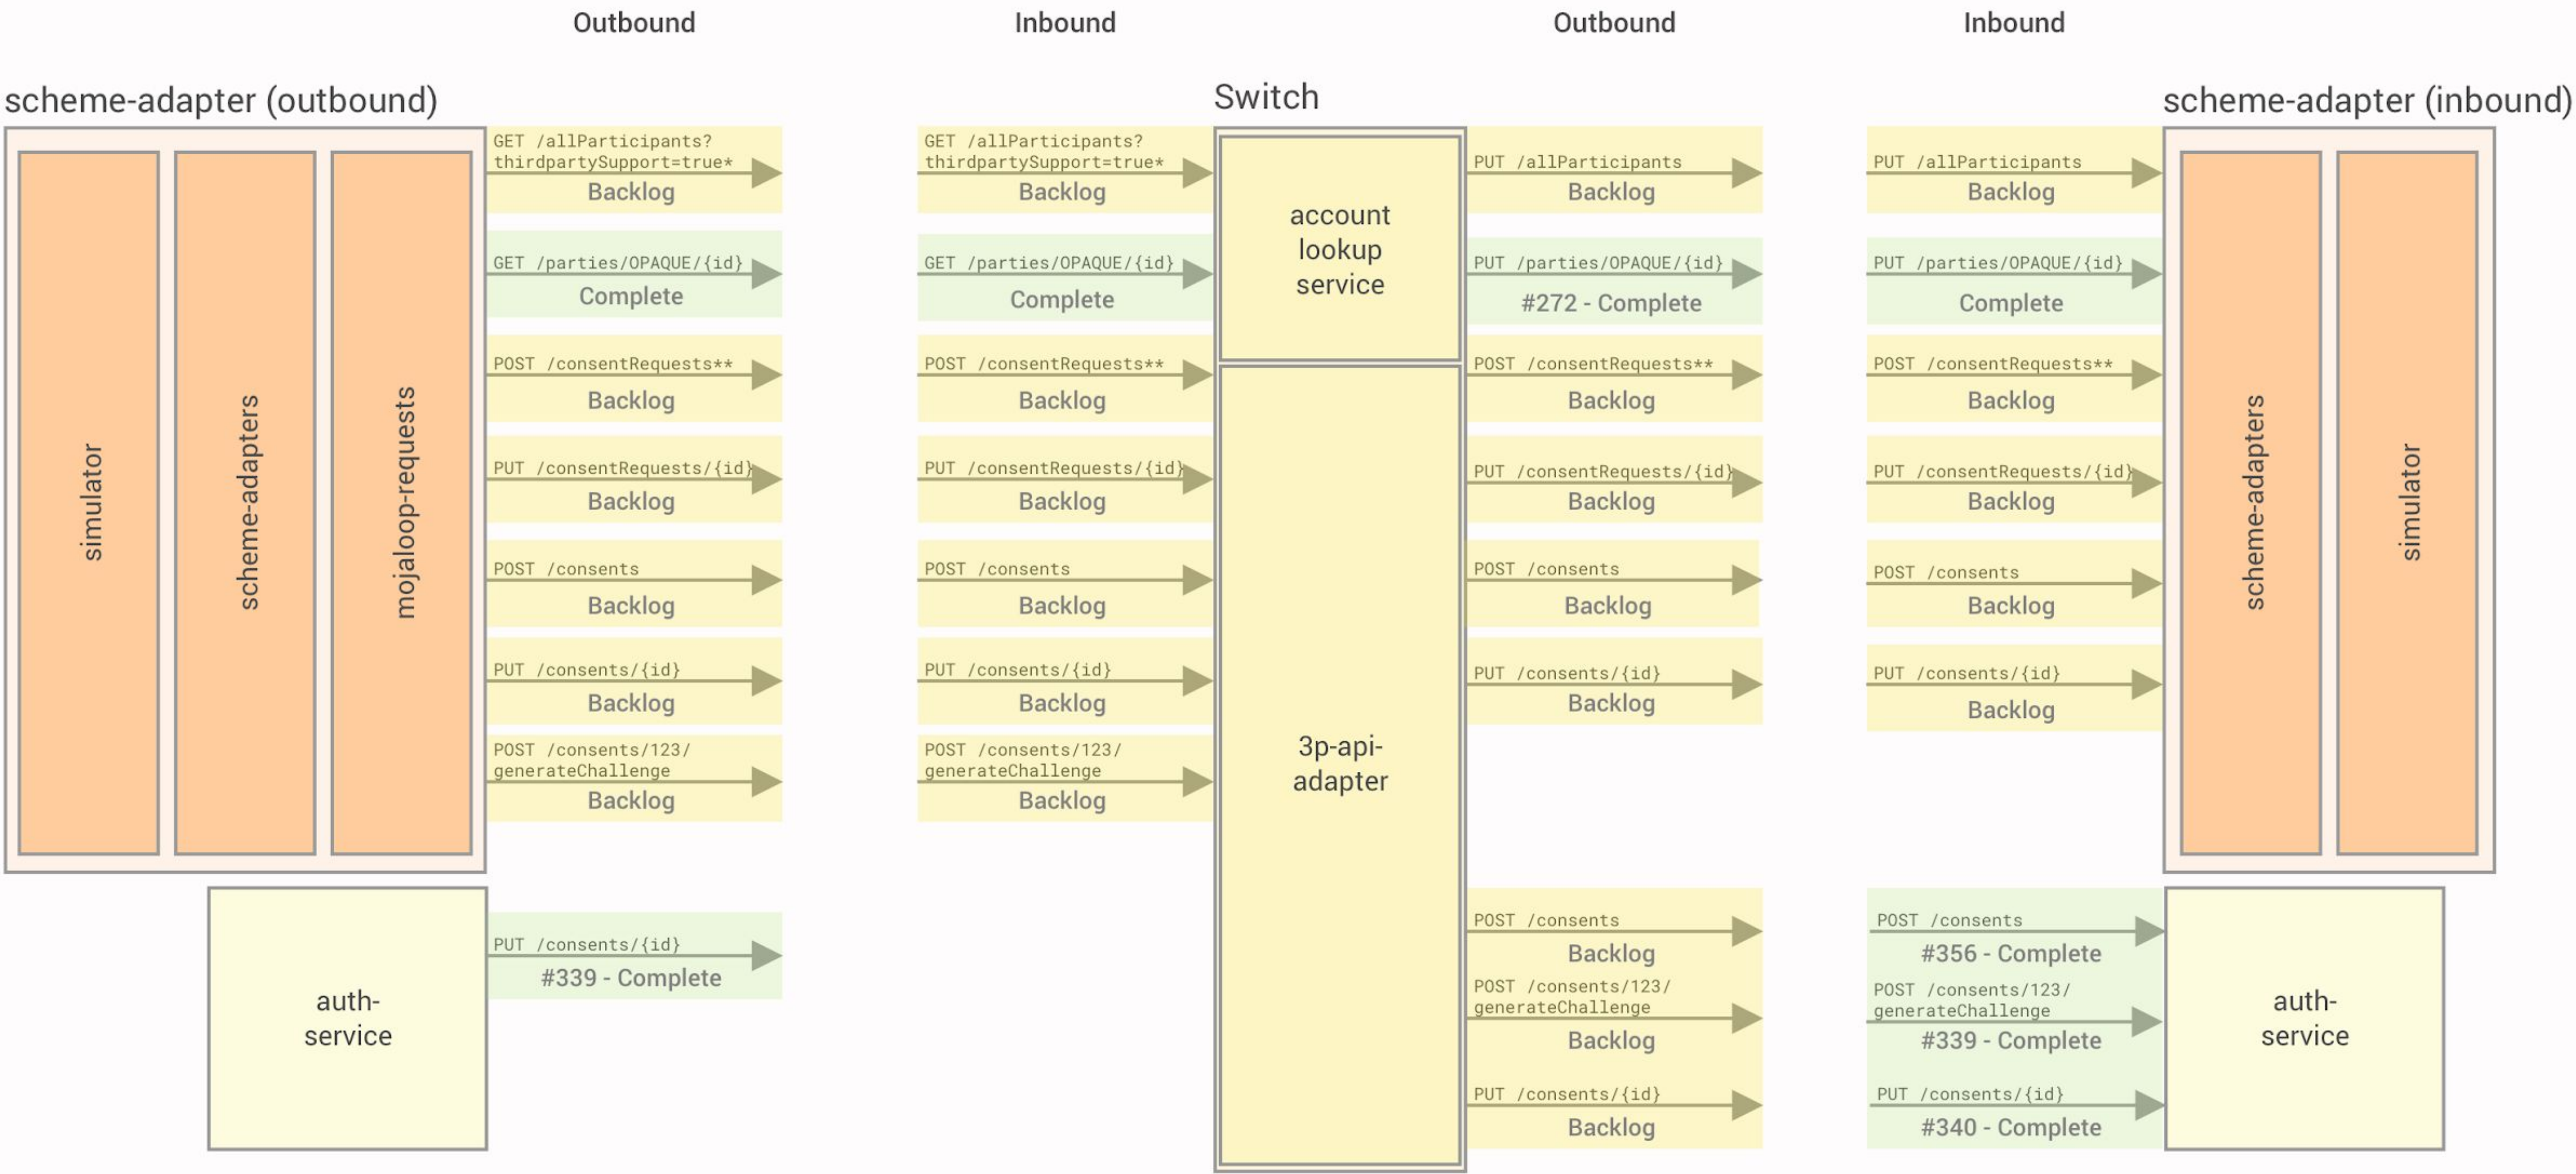 Outbound
Inbound
Outbound
Inbound
scheme-adapter (outbound)
Switch
scheme-adapter (inbound)
simulator
scheme-adapters
mojaloop-requests
GET /allParticipants?
thirdpartySupport=true*
Backlog
GET /parties/OPAQUE/{id}
Complete
POST /consentRequests**
Backlog
PUT /consentRequests/{id}
Backlog
POST /consents
Backlog
PUT /consents/{id}
Backlog
POST /consents/123/
generateChallenge
Backlog
auth-
service
PUT /consents/{id}
#339 - Complete
GET /allParticipants?
thirdpartySupport=true*
Backlog
GET /parties/OPAQUE/{id}
Complete
POST /consentRequests**
Backlog
PUT /consentRequests/{id}
Backlog
POST /consents
Backlog
PUT /consents/{id}
Backlog
POST /consents/123/
generateChallenge
Backlog
account
lookup
service
3p-api-
adapter
PUT /allParticipants
Backlog
PUT /parties/OPAQUE/{id}
#272 - Complete
POST /consentRequests**
Backlog
PUT /consentRequests/{id}
Backlog
POST /consents
Backlog
PUT /consents/{id}
Backlog
POST /consents
Backlog
POST /consents/123/
generateChallenge
Backlog
PUT /consents/{id}
Backlog
PUT /allParticipants
Backlog
PUT /parties/OPAQUE/{id}
Complete
POST /consentRequests**
Backlog
PUT /consentRequests/{id}
Backlog
POST /consents
Backlog
PUT /consents/{id}
Backlog
POST /consents
#356 - Complete
POST /consents/123/
generateChallenge
#339 - Complete
PUT /consents/{id}
#340 - Complete
scheme-adapters
simulator
auth-
service